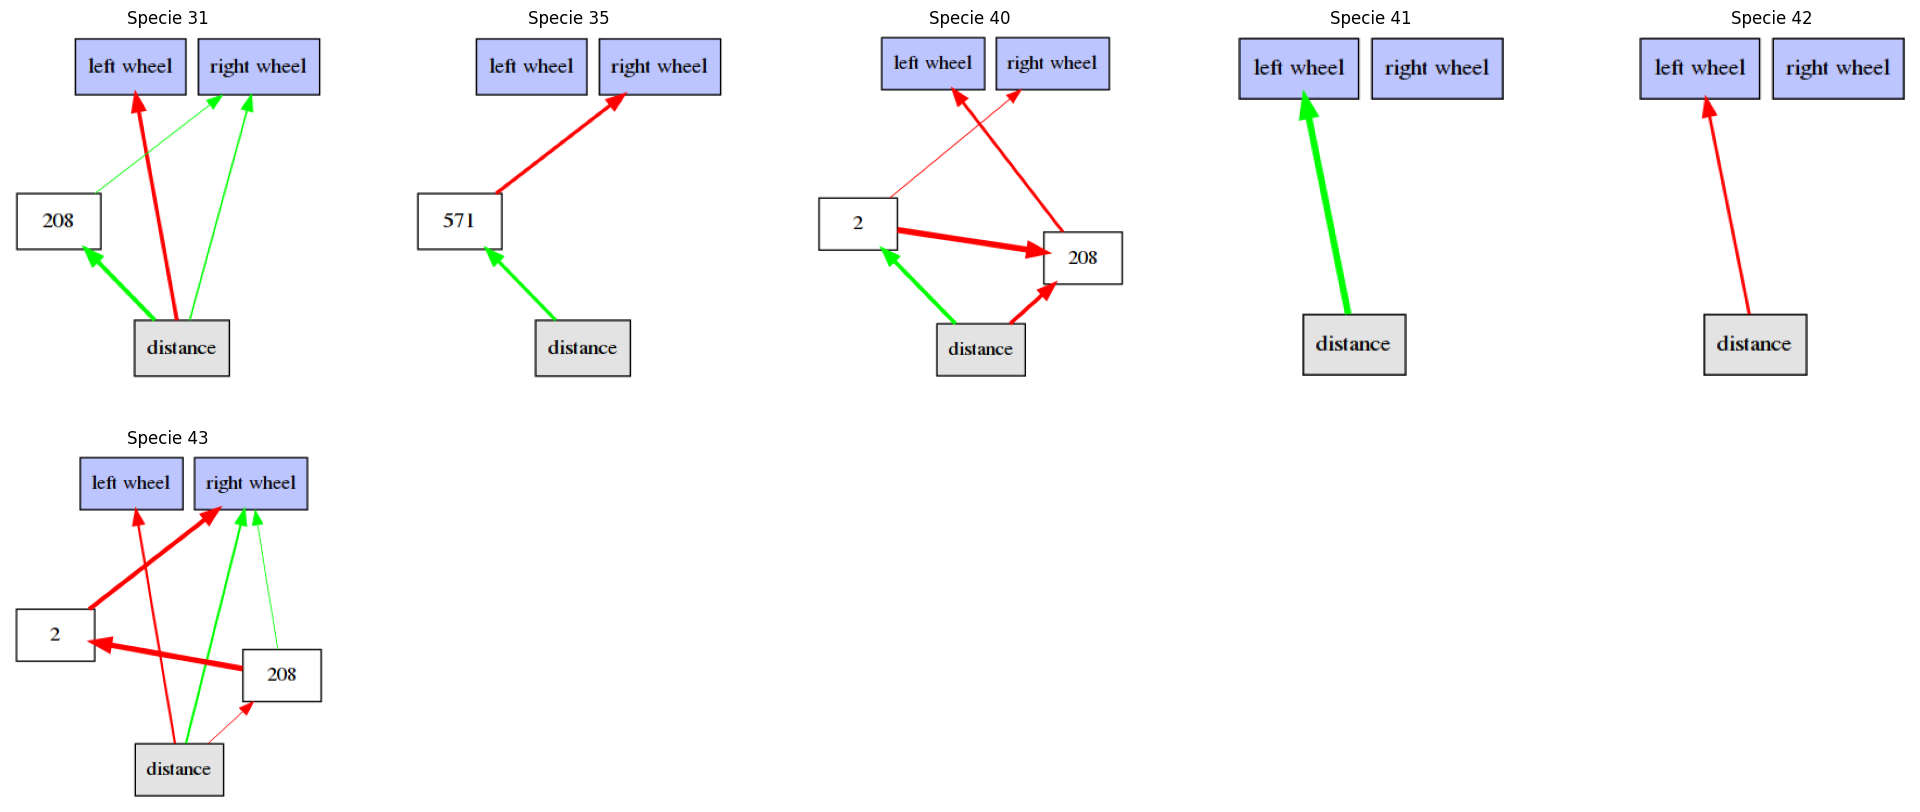 Specie 31
left wheel right wheel
208
distance
Specie 35
left wheel right wheel
571
distance
Specie 40
left wheel right wheel
2
208
distance
Specie 41
left wheel right wheel
distance
Specie 42
left wheel right wheel
distance
Specie 43
left wheel right wheel
2
208
distance